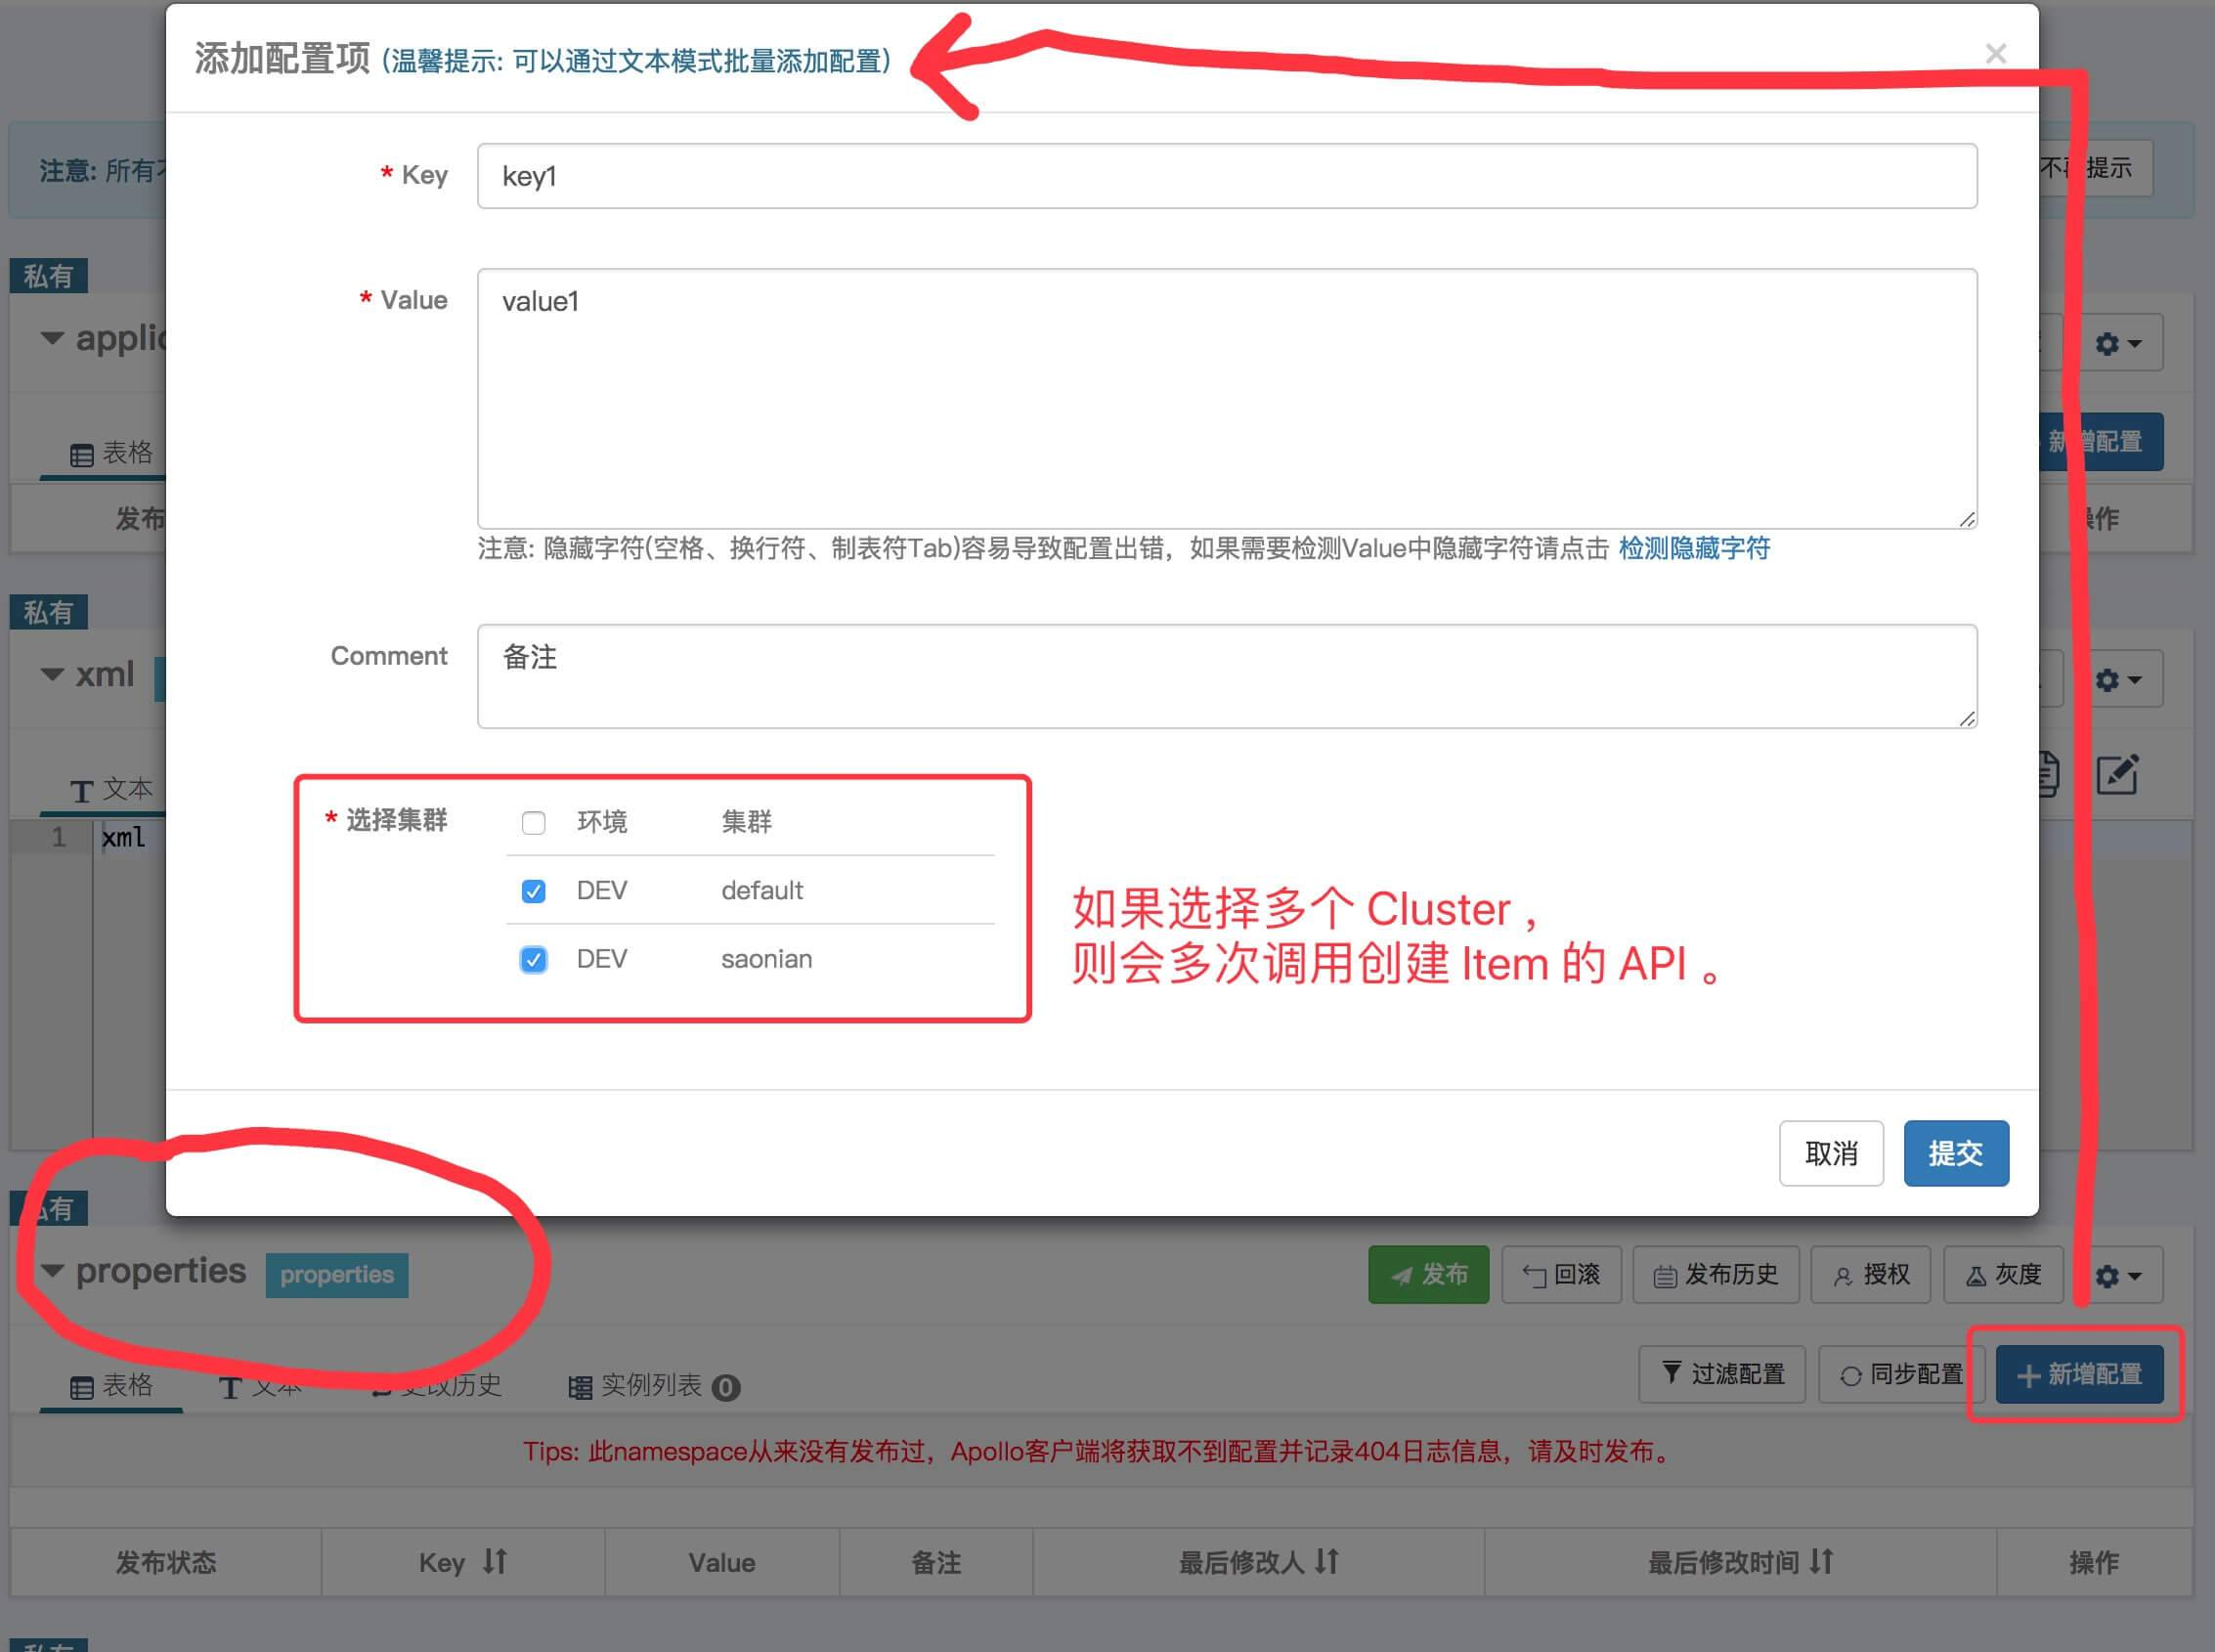 添加配置项 (温馨提示: 可以通过文本模式批量添加配置)
×
注意: 所有
提示
* Key
key1
私有
* Value
value1
applic
表格
新增配置
发布
操作
注意: 隐藏字符(空格、换行符、制表符Tab)容易导致配置出错，如果需要检测Value中隐藏字符请点击 检测隐藏字符
私有
Comment
备注
xml
文本
* 选择集群
环境 集群
1 xml
DEV default
DEV saonian
如果选择多个 Cluster ，
则会多次调用创建 Item 的 API 。
取消 提交
私有
properties properties
发布 回滚 发布历史 授权 灰度
表格 文本 更改历史 实例列表 0
过滤配置 同步配置 新增配置
Tips: 此namespace从来没有发布过，Apollo客户端将获取不到配置并记录404日志信息，请及时发布。
发布状态 Key Value 备注 最后修改人 最后修改时间 操作
私有